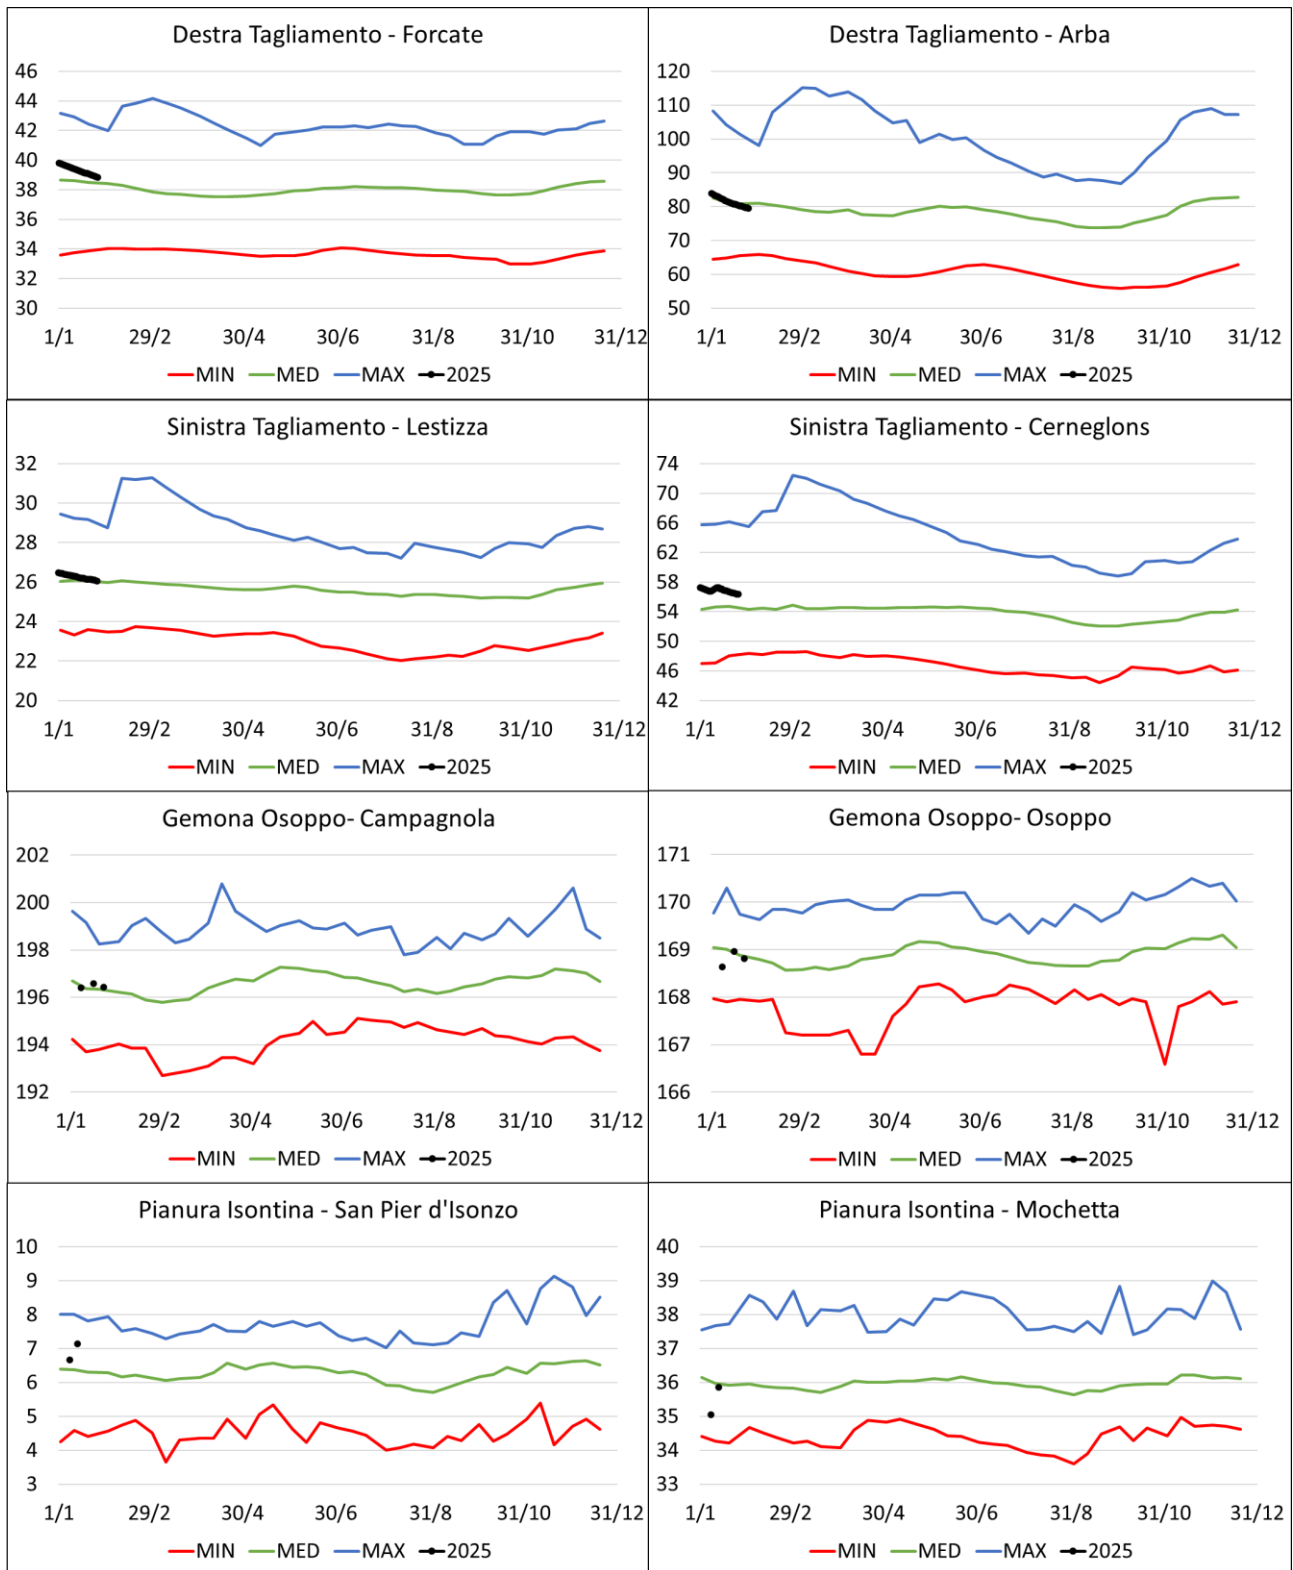 Destra Tagliamento - Forcate
46
44
42
40
38
36
34
32
30
1/1 29/2 30/4 30/6 31/8 31/10 31/12
MIN MED MAX 2025
Destra Tagliamento - Arba
120
110
100
90
80
70
60
50
1/1 29/2 30/4 30/6 31/8 31/10 31/12
MIN MED MAX 2025
Sinistra Tagliamento - Lestizza
32
30
28
26
24
22
20
1/1 29/2 30/4 30/6 31/8 31/10 31/12
MIN MED MAX 2025
Sinistra Tagliamento - Cerneglons
74
70
66
62
58
54
50
46
42
1/1 29/2 30/4 30/6 31/8 31/10 31/12
MIN MED MAX 2025
Gemona Osoppo- Campagnola
202
200
198
196
194
192
1/1 29/2 30/4 30/6 31/8 31/10 31/12
MIN MED MAX 2025
Gemona Osoppo- Osoppo
171
170
169
168
167
166
1/1 29/2 30/4 30/6 31/8 31/10 31/12
MIN MED MAX 2025
Pianura Isontina - San Pier d'Isonzo
10
9
8
7
6
5
4
3
1/1 29/2 30/4 30/6 31/8 31/10 31/12
MIN MED MAX 2025
Pianura Isontina - Mochetta
40
39
38
37
36
35
34
33
1/1 29/2 30/4 30/6 31/8 31/10 31/12
MIN MED MAX 2025